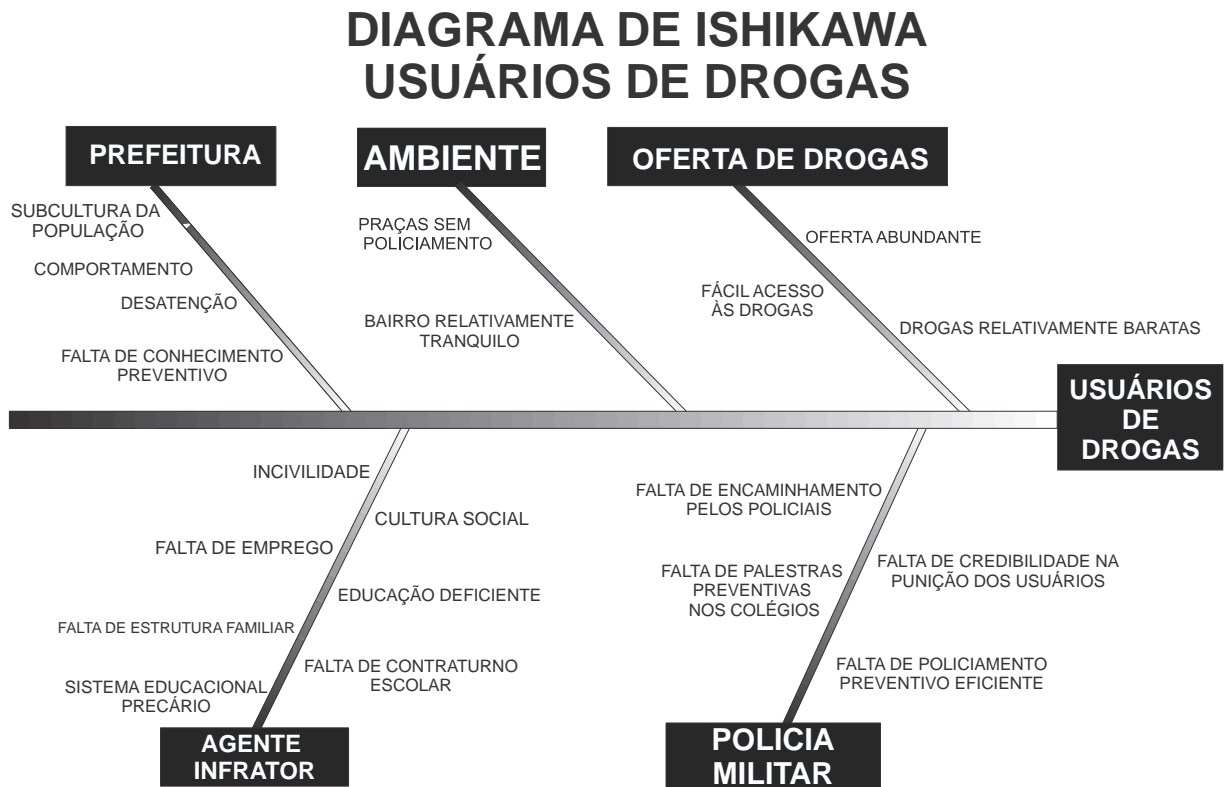 DIAGRAMA DE ISHIKAWA
USUÁRIOS DE DROGAS
PREFEITURA
AMBIENTE
OFERTA DE DROGAS
SUBCULTURA DA
POPULAÇÃO
COMPORTAMENTO
DESATENÇÃO
FALTA DE CONHECIMENTO
PREVENTIVO
PRAÇAS SEM
POLICIAMENTO
BAIRRO RELATIVAMENTE
TRANQUILO
OFERTA ABUNDANTE
FÁCIL ACESSO
ÀS DROGAS
DROGAS RELATIVAMENTE BARATAS
USUÁRIOS
DE
DROGAS
INCIVILIDADE
CULTURA SOCIAL
FALTA DE EMPREGO
EDUCAÇÃO DEFICIENTE
FALTA DE ESTRUTURA FAMILIAR
FALTA DE CONTRATURNO
ESCOLAR
SISTEMA EDUCACIONAL
PRECÁRIO
AGENTE
INFRATOR
FALTA DE ENCAMINHAMENTO
PELOS POLICIAIS
FALTA DE CREDIBILIDADE NA
PUNIÇÃO DOS USUÁRIOS
FALTA DE PALESTRAS
PREVENTIVAS
NOS COLÉGIOS
FALTA DE POLICIAMENTO
PREVENTIVO EFICIENTE
POLICIA
MILITAR